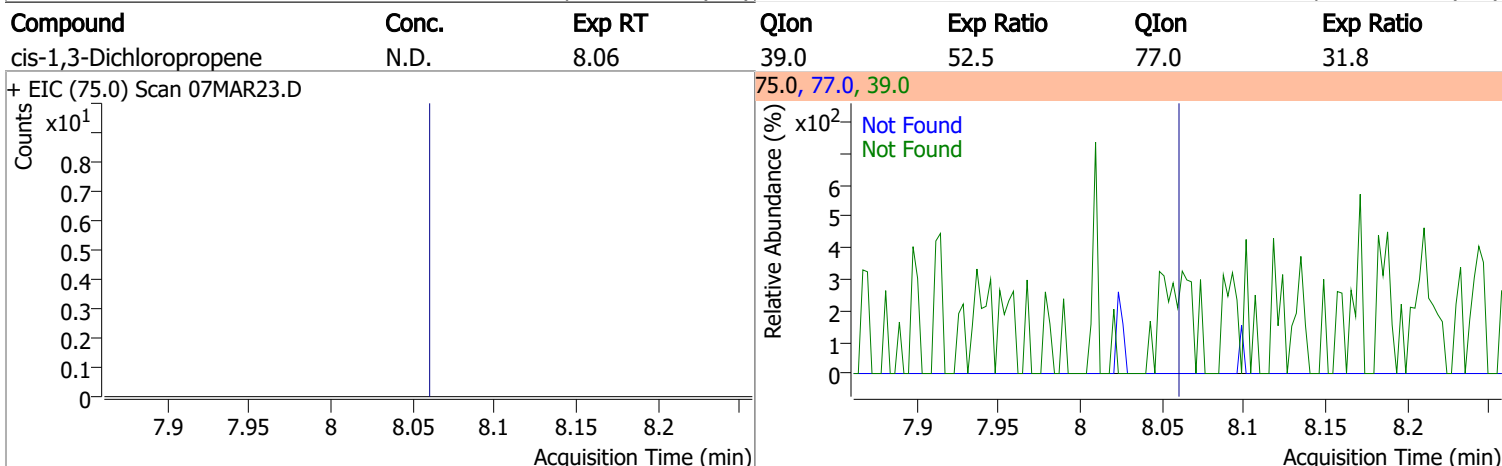 Compound Conc. Exp RT QIon Exp Ratio QIon Exp Ratio
cis-1,3-Dichloropropene N.D. 8.06 39.0 52.5 77.0 31.8
+ EIC (75.0) Scan 07MAR23.D
Counts
x10¹
0.8
0.7
0.6
0.5
0.4
0.3
0.2
0.1
0
7.9 7.95 8 8.05 8.1 8.15 8.2
Acquisition Time (min)
75.0, 77.0, 39.0
Relative Abundance (%)
x10²
Not Found
Not Found
6
5
4
3
2
1
0
7.9 7.95 8 8.05 8.1 8.15 8.2
Acquisition Time (min)